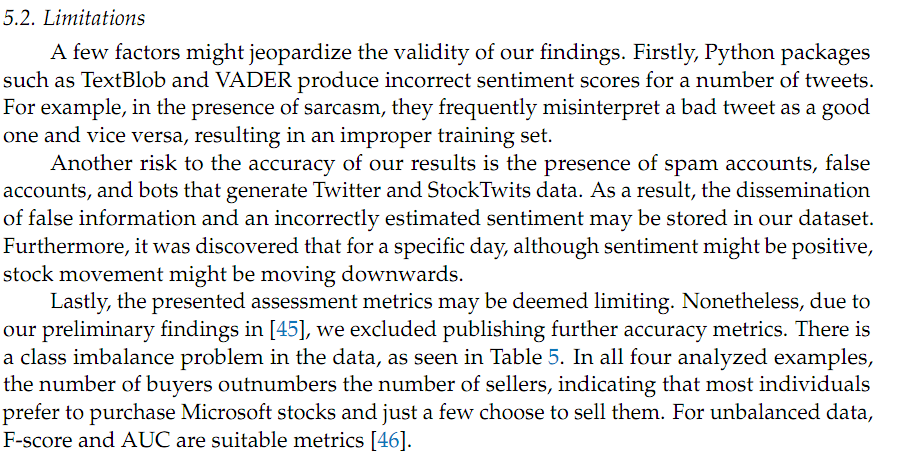 5.2. Limitations
A few factors might jeopardize the validity of our findings. Firstly, Python packages
such as TextBlob and VADER produce incorrect sentiment scores for a number of tweets.
For example, in the presence of sarcasm, they frequently misinterpret a bad tweet as a good
one and vice versa, resulting in an improper training set.
Another risk to the accuracy of our results is the presence of spam accounts, false
accounts, and bots that generate Twitter and StockTwits data. As a result, the dissemination
of false information and an incorrectly estimated sentiment may be stored in our dataset.
Furthermore, it was discovered that for a specific day, although sentiment might be positive,
stock movement might be moving downwards.
Lastly, the presented assessment metrics may be deemed limiting. Nonetheless, due to
our preliminary findings in [45], we excluded publishing further accuracy metrics. There is
a class imbalance problem in the data, as seen in Table 5. In all four analyzed examples,
the number of buyers outnumbers the number of sellers, indicating that most individuals
prefer to purchase Microsoft stocks and just a few choose to sell them. For unbalanced data,
F-score and AUC are suitable metrics [46].